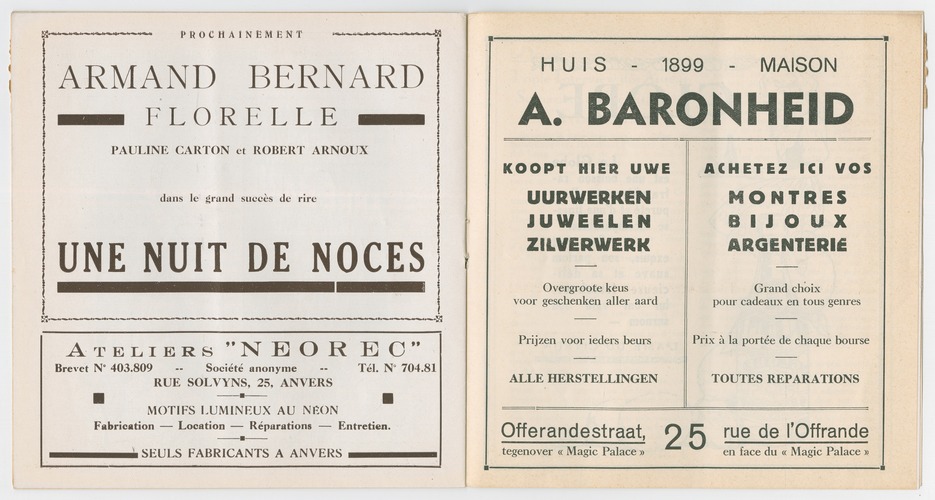 PROCHAINEMENT
ARMAND BERNARD
FLORELLE
PAULINE CARTON et ROBERT ARNOUX
dans le grand succès de rire
UNE NUIT DE NOCES
ATELIERS "NEOREC"
Brevet N° 403.809 -- Société anonyme -- Tél. N° 704.81
RUE SOLVYNS, 25, ANVERS
MOTIFS LUMINEUX AU NÉON
Fabrication — Location — Réparations — Entretien.
SEULS FABRICANTS A ANVERS
HUIS - 1899 - MAISON
A. BARONHEID
KOOPT HIER UWE
UURWERKEN
JUWEELEN
ZILVERWERK
Overgroote keus
voor geschenken aller aard
Prijzen voor ieders beurs
ALLE HERSTELLINGEN
ACHETEZ ICI VOS
MONTRES
BIJOUX
ARGENTERIE
Grand choix
pour cadeaux en tous genres
Prix à la portée de chaque bourse
TOUTES REPARATIONS
Offerandestraat, 25 rue de l'Offrande
tegenover « Magic Palace » en face du « Magic Palace »